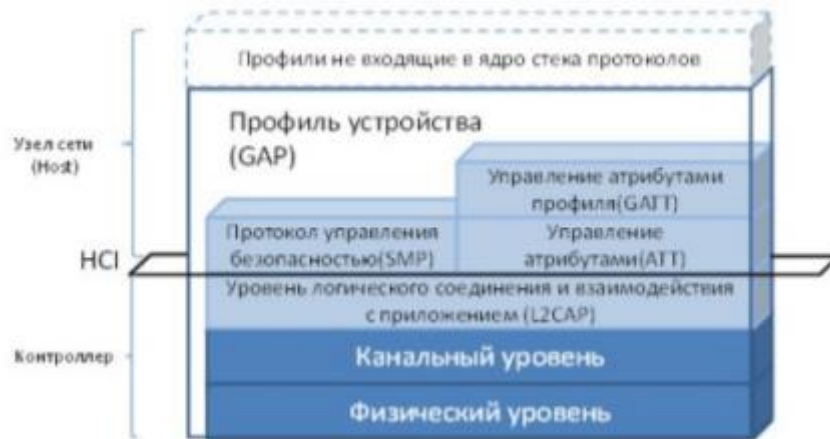 Профили не входящие в ядро стека протоколов
Профиль устройства
(GAP)
Узел сети
(Host)
Управление атрибутами
профиля(GATT)
Протокол управления
безопасностью(SMP)
Управление
атрибутами(ATT)
HCI
Уровень логического соединения и взаимодействия
с приложением (L2CAP)
Контроллер
Канальный уровень
Физический уровень